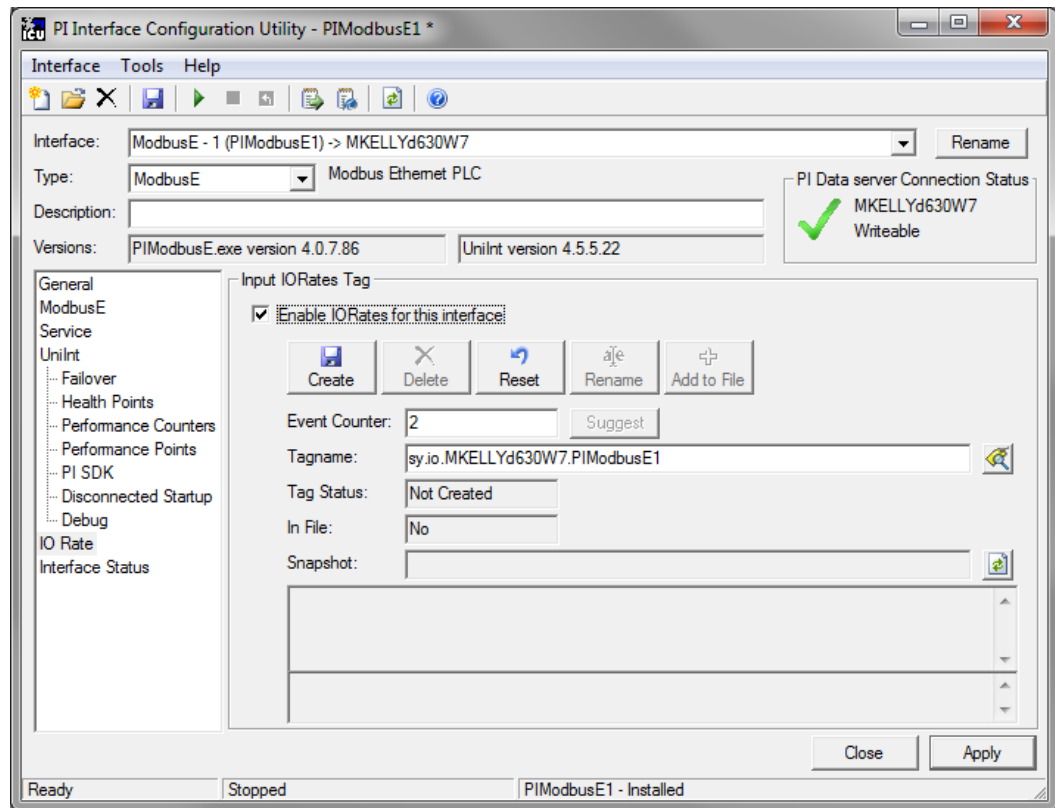 PI Interface Configuration Utility - PIModbusE1 *
Interface Tools Help
Interface: ModbusE - 1 (PIModbusE1) -> MKELLYd630W7 Rename
Type: ModbusE Modbus Ethernet PLC
PI Data server Connection Status
MKELLYd630W7
Writeable
Description:
Versions: PIModbusE.exe version 4.0.7.86 UniInt version 4.5.5.22
General
ModbusE
Service
UniInt
Failover
Health Points
Performance Counters
Performance Points
PI SDK
Disconnected Startup
Debug
IO Rate
Interface Status
Input IORates Tag
Enable IORates for this interface
Create Delete Reset Rename Add to File
Event Counter: 2 Suggest
Tagname: sy.io.MKELLYd630W7.PIModbusE1
Tag Status: Not Created
In File: No
Snapshot:
Close Apply
Ready Stopped PIModbusE1 - Installed